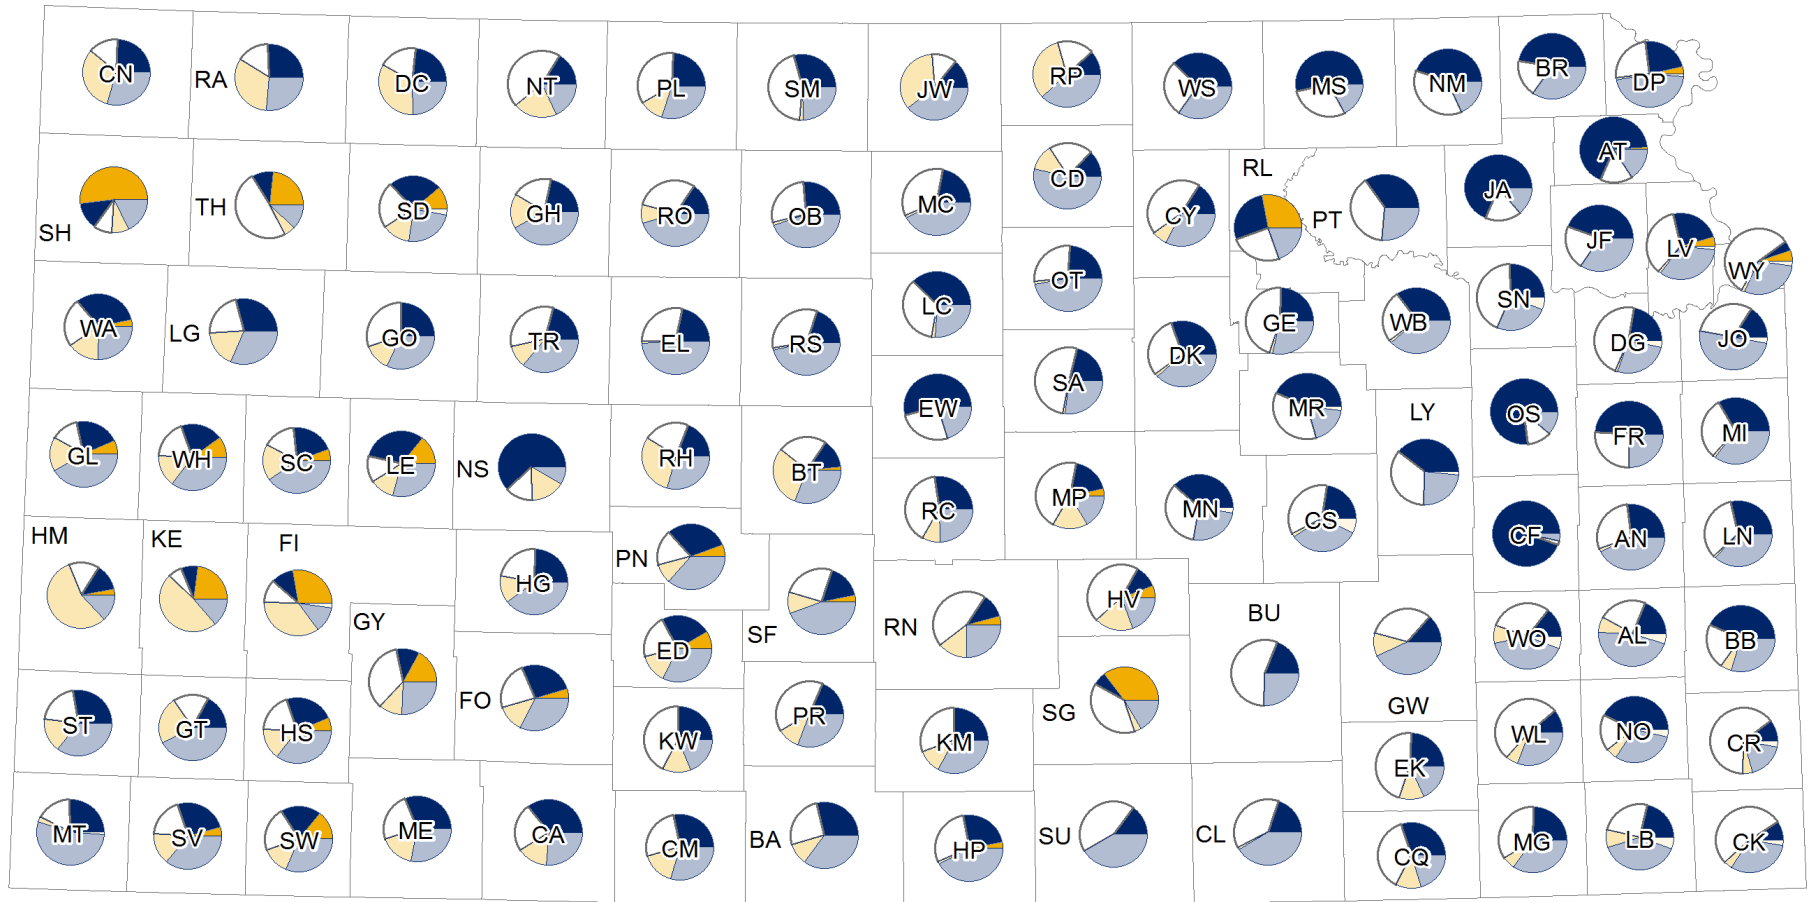 CN RA DC NT PL SM JW RP WS MS NM BR DP
SH TH SD GH RO OB MC CD CY RL PT JA AT
JF LV WY
WA LG GO TR EL RS LC OT DK GE WB SN DG JO
GL WH SC LE NS RH BT EW SA MR LY OS FR MI
HM KE FI PN RC MP MN CS CF AN LN
GY HG ED SF RN HV BU WO AL BB
ST GT HS FO KW PR KM SG GW EK WL NO CR
MT SV SW ME CA CM BA HP SU CL CQ MG LB CK